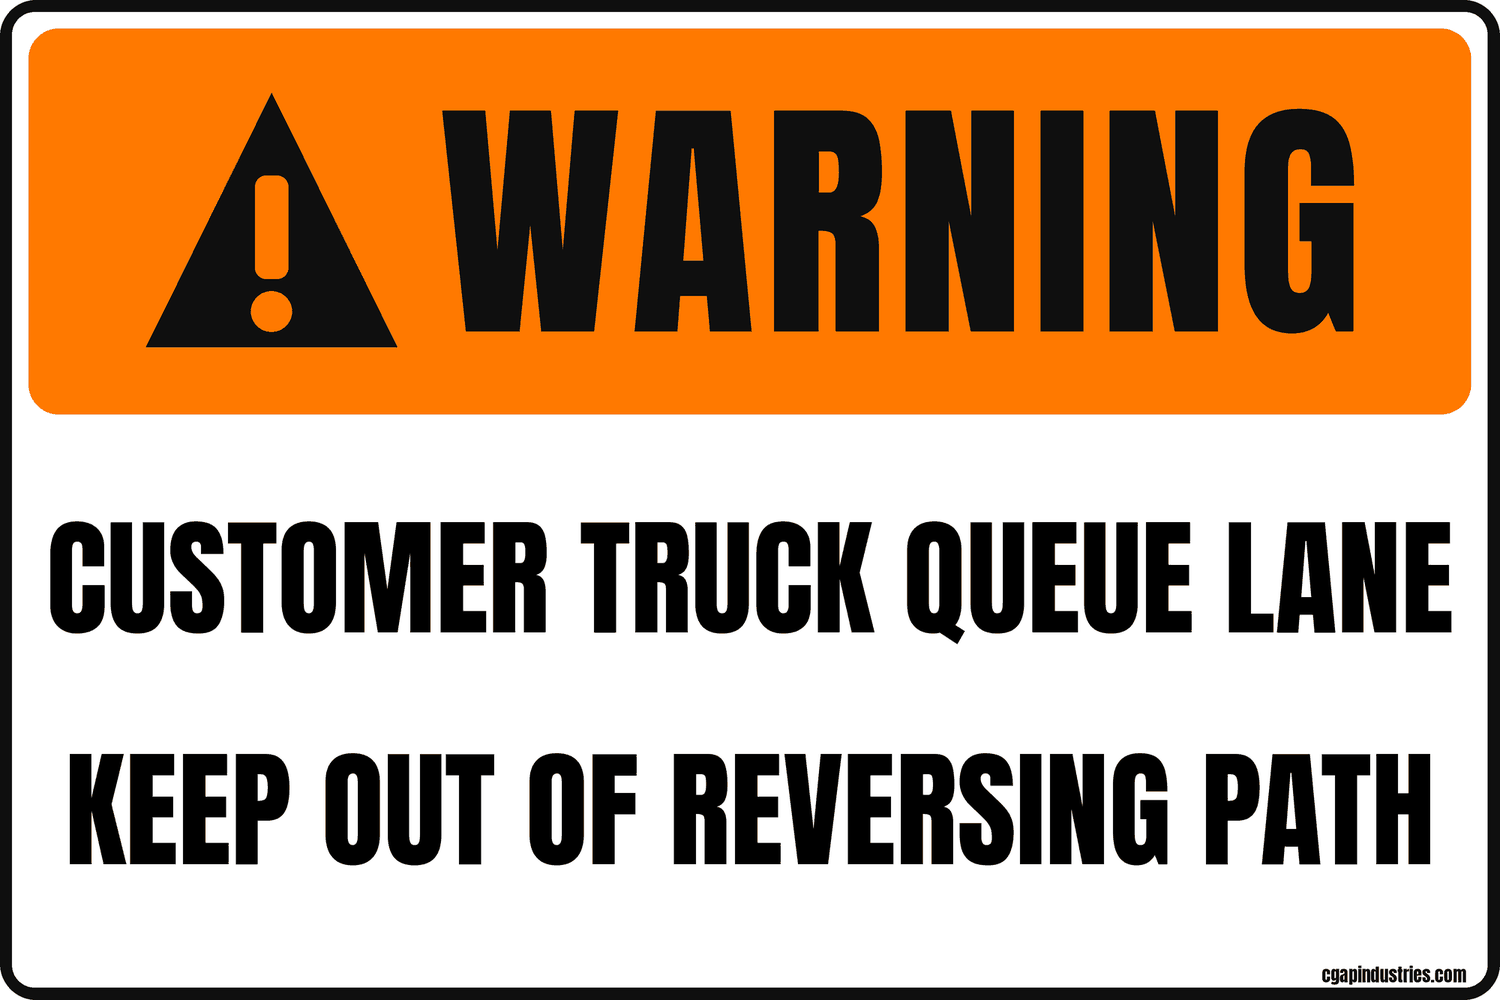 WARNING
CUSTOMER TRUCK QUEUE LANE
KEEP OUT OF REVERSING PATH
cgapindustries.com